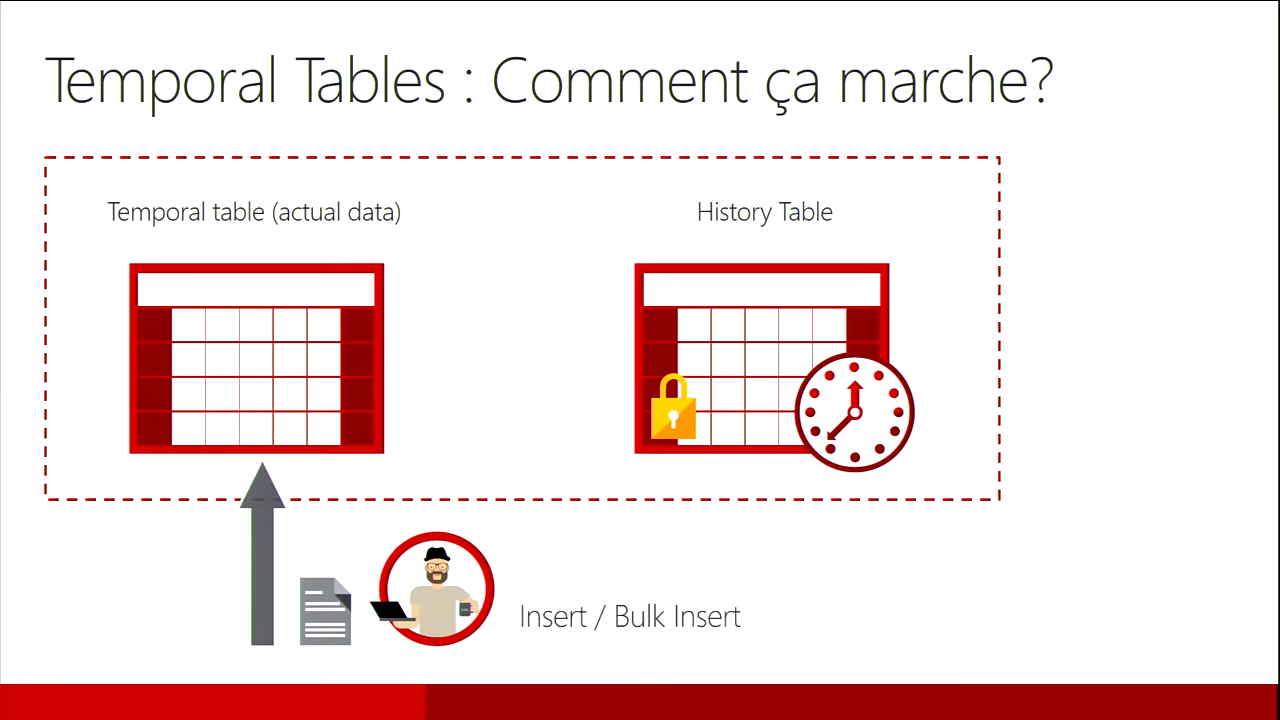 Temporal Tables : Comment ça marche?
Temporal table (actual data)
History Table
Insert / Bulk Insert